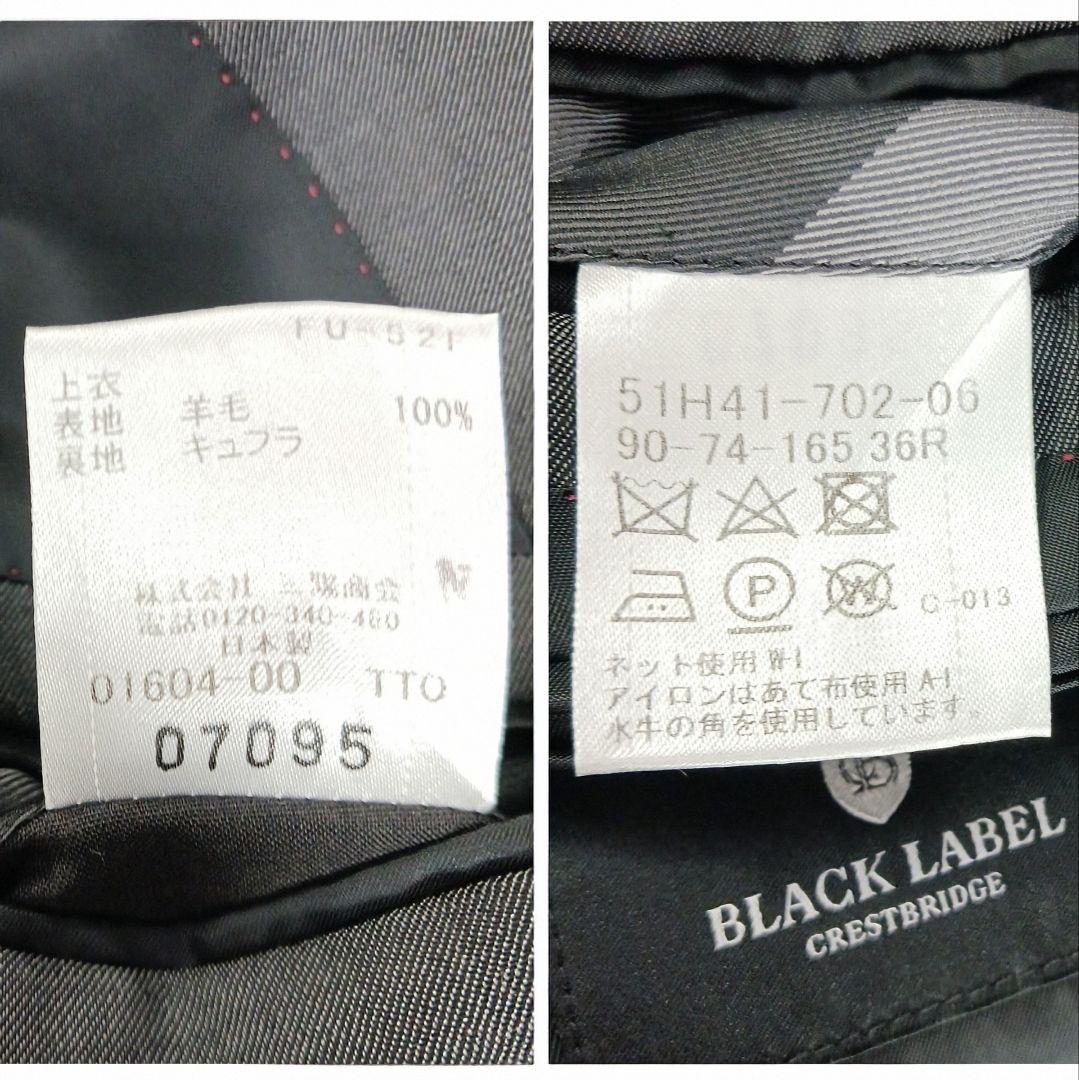 FU-52F
上衣
表地 羊毛 100%
裏地 キュプラ
株式会社 三陽商会
電話0120-340-460
日本製
01604-00 TTO
07095
51H41-702-06
90-74-165 36R
P
W
C-013
ネット使用 W-1
アイロンはあて布使用 A-1
水牛の角を使用しています。
BLACK LABEL
CRESTBRIDGE